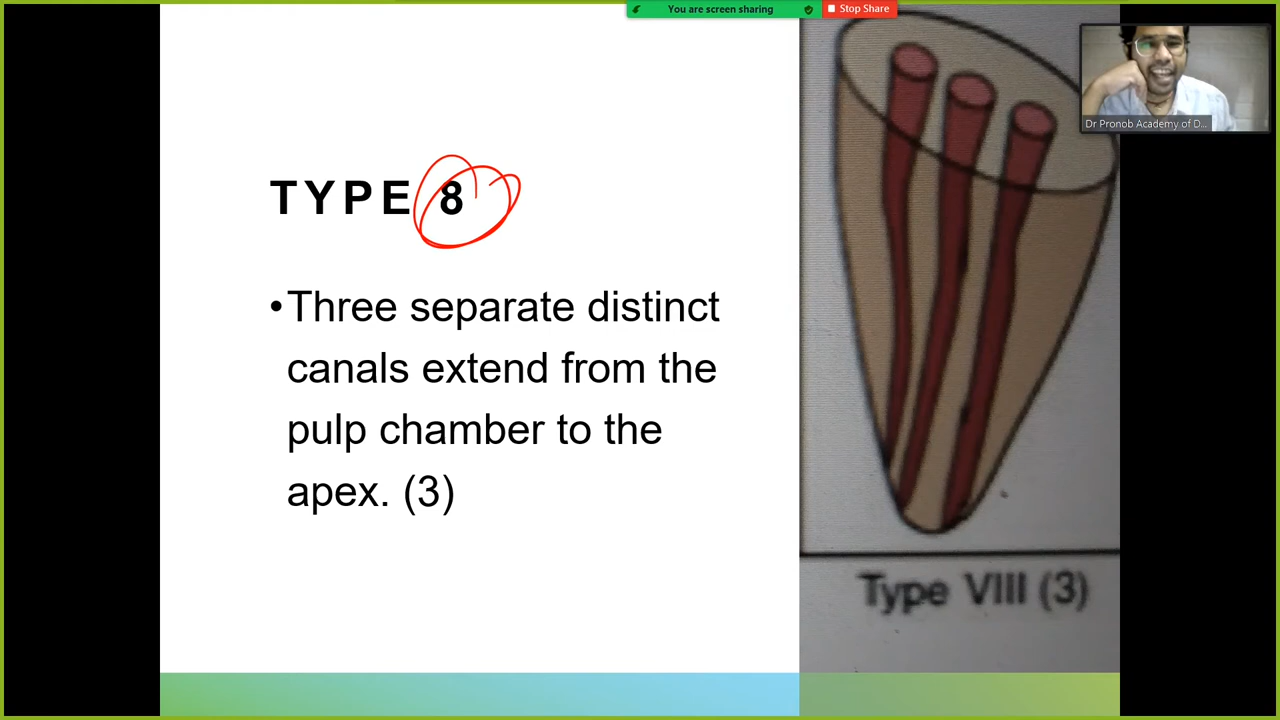 You are screen sharing
Stop Share
Dr Pronob Academy of D...
TYPE 8
•Three separate distinct
canals extend from the
pulp chamber to the
apex. (3)
Type VIII (3)